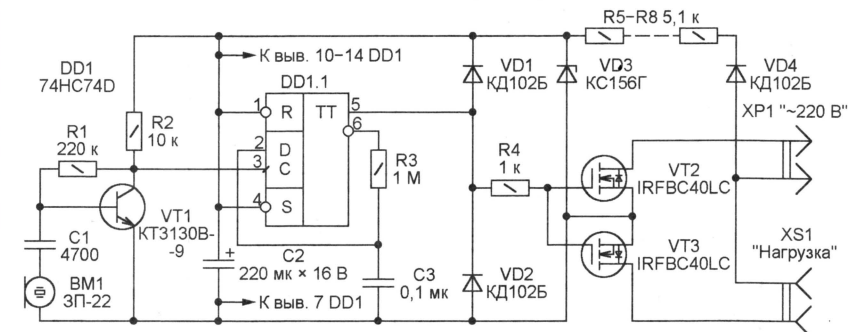 R5–R8 5,1 к
К выв. 10–14 DD1
DD1
74HC74D
DD1.1
VD1
КД102Б
VD3
КС156Г
VD4
КД102Б
R2
10 к
1
R
TT
5
6
XP1 "~220 В"
R1
220 к
2
D
3
C
R3
1 М
R4
1 к
VT2
IRFBC40LC
4
S
VT1
КТ3130В-
-9
C1
4700
+
C2
220 мк × 16 В
VT3
IRFBC40LC
XS1
"Нагрузка"
BM1
ЗП-22
C3
0,1 мк
VD2
КД102Б
К выв. 7 DD1